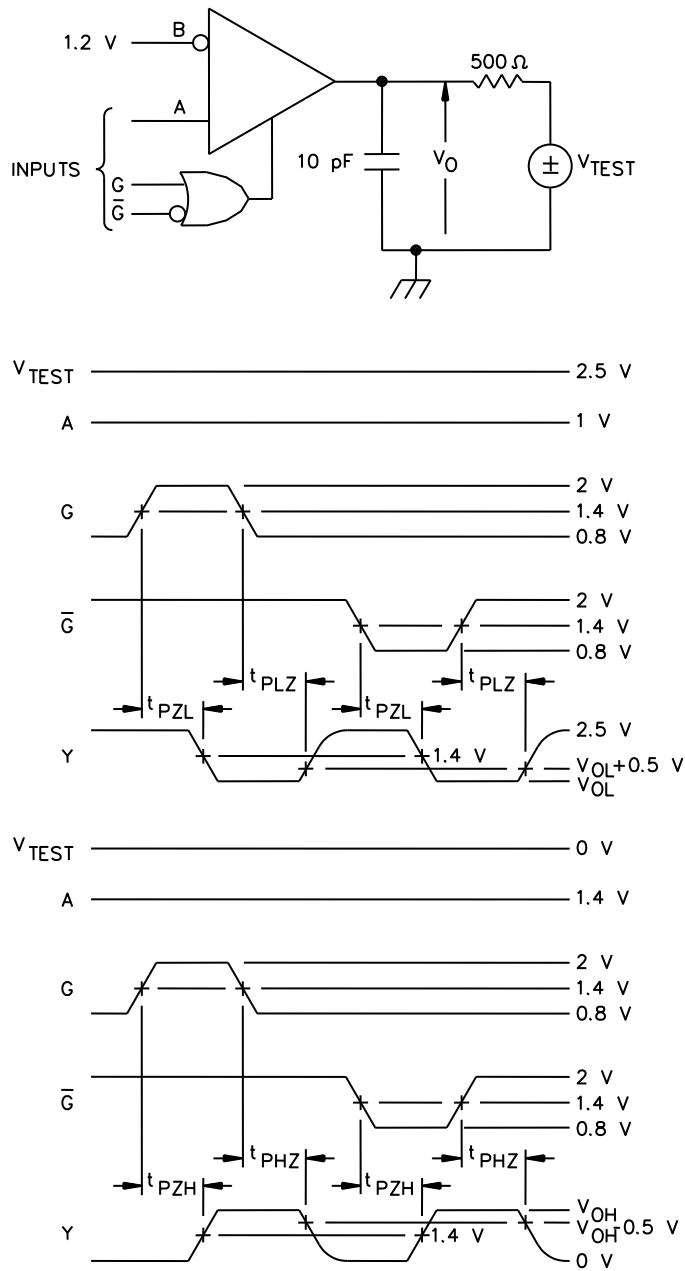 B
1.2 V
A
INPUTS
G
G̅
10 pF
V_O
500 Ω
±
V_TEST
V_TEST 2.5 V
A 1 V
G 2 V
1.4 V
0.8 V
G̅ 2 V
1.4 V
0.8 V
t_PLZ t_PLZ
t_PZL t_PZL
Y 2.5 V
1.4 V
V_OL+0.5 V
V_OL
V_TEST 0 V
A 1.4 V
G 2 V
1.4 V
0.8 V
G̅ 2 V
1.4 V
0.8 V
t_PHZ t_PHZ
t_PZH t_PZH
Y V_OH
V_OH-0.5 V
1.4 V
0 V